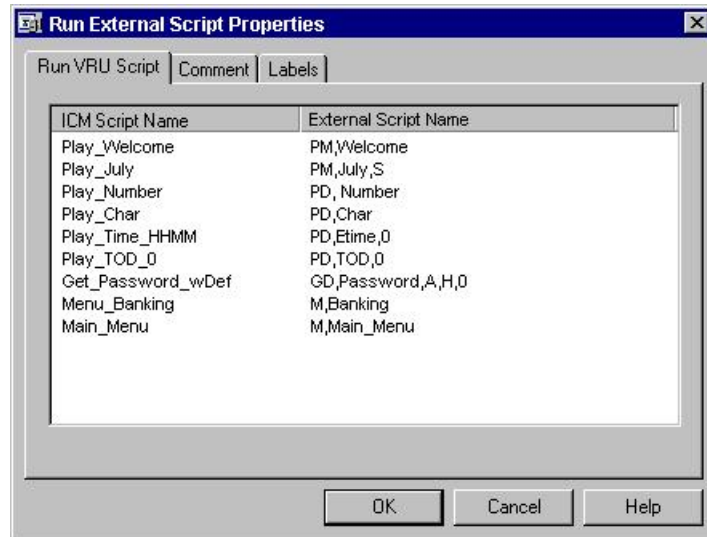 Run External Script Properties
Run VRU Script Comment Labels
ICM Script Name External Script Name
Play_Welcome PM,Welcome
Play_July PM,July,S
Play_Number PD, Number
Play_Char PD,Char
Play_Time_HHMM PD,Etime,0
Play_TOD_0 PD,TOD,0
Get_Password_wDef GD,Password,A,H,0
Menu_Banking M,Banking
Main_Menu M,Main_Menu
OK Cancel Help